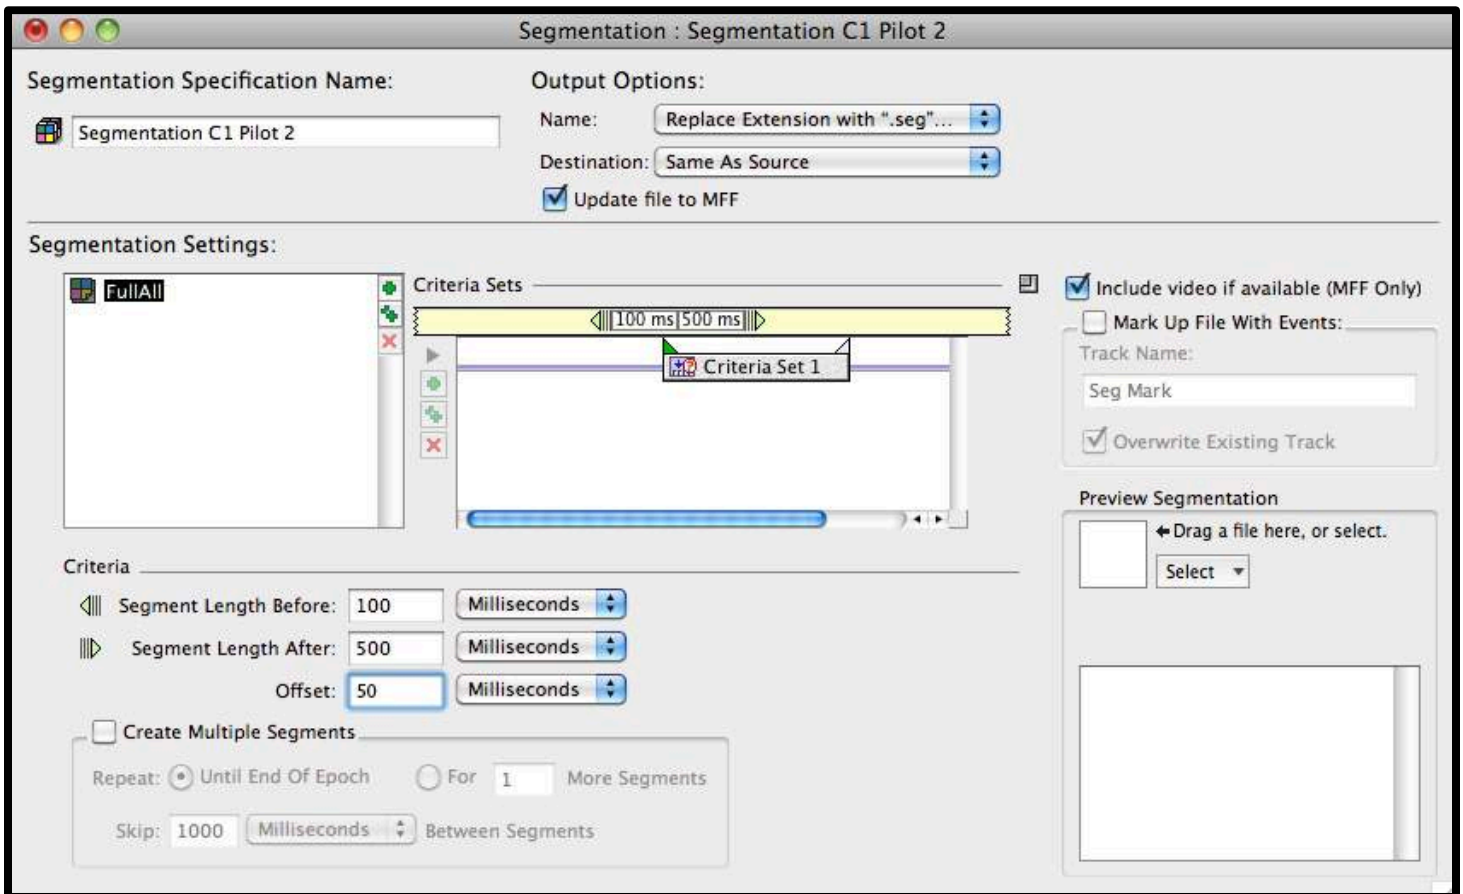 Segmentation : Segmentation C1 Pilot 2
Segmentation Specification Name:
Segmentation C1 Pilot 2
Output Options:
Name: Replace Extension with “.seg”...
Destination: Same As Source
Update file to MFF
Segmentation Settings:
FullAll
Criteria Sets
100 ms 500 ms
Criteria Set 1
Include video if available (MFF Only)
Mark Up File With Events:
Track Name:
Seg Mark
Overwrite Existing Track
Preview Segmentation
Drag a file here, or select.
Select
Criteria
Segment Length Before: 100 Milliseconds
Segment Length After: 500 Milliseconds
Offset: 50 Milliseconds
Create Multiple Segments
Repeat: Until End Of Epoch For 1 More Segments
Skip: 1000 Milliseconds Between Segments